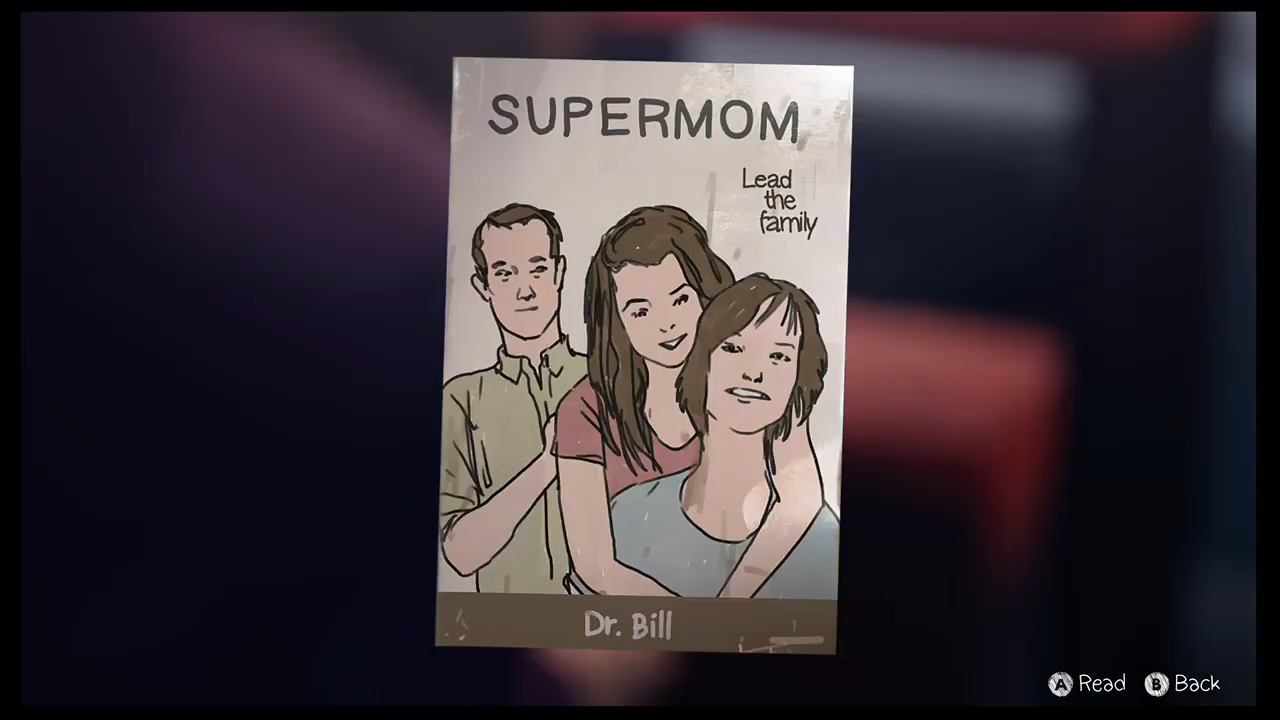 SUPERMOM
Lead
the
family
Dr. Bill
A Read B Back